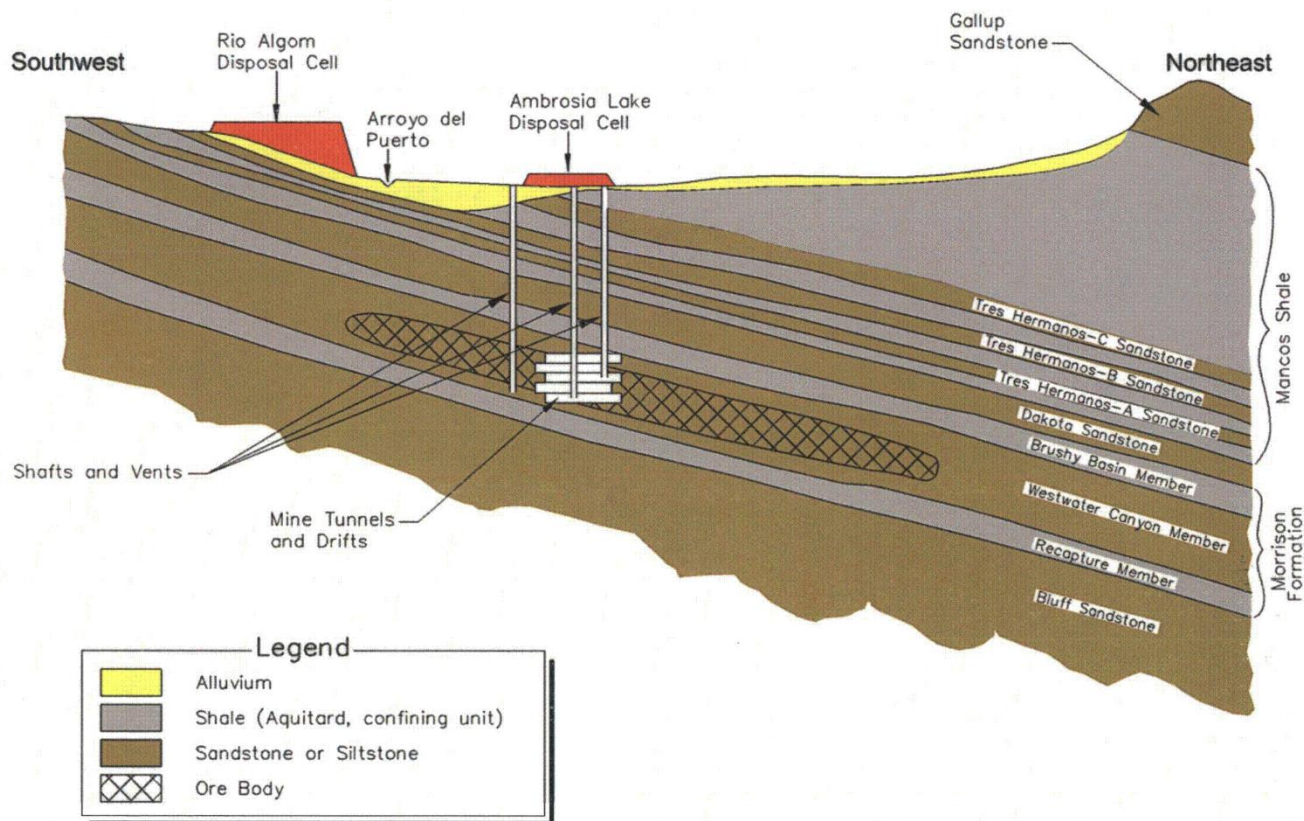 Southwest
Rio Algom
Disposal Cell
Arroyo del
Puerto
Ambrosia Lake
Disposal Cell
Gallup
Sandstone
Northeast
Tres Hermanos-C Sandstone
Tres Hermanos-B Sandstone
Tres Hermanos-A Sandstone
Dakota Sandstone
Brushy Basin Member
Westwater Canyon Member
Recapture Member
Bluff Sandstone
Mancos Shale
Morrison
Formation
Shafts and Vents
Mine Tunnels
and Drifts
Legend
Alluvium
Shale (Aquitard, confining unit)
Sandstone or Siltstone
Ore Body